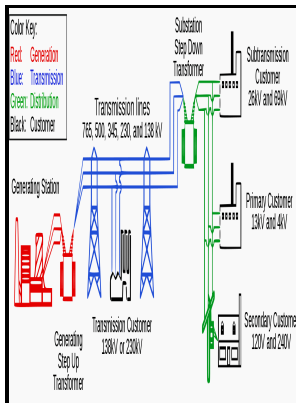 Color Key:
Red: Generation
Blue: Transmission
Green: Distribution
Black: Customer
Substation
Step Down
Transformer
Subtransmission
Customer
26kV and 69kV
Transmission lines
765, 500, 345, 230, and 138 kV
Generating Station
Primary Customer
13kV and 4kV
Transmission Customer
138kV or 230kV
Generating
Step Up
Transformer
Secondary Customer
120V and 240V